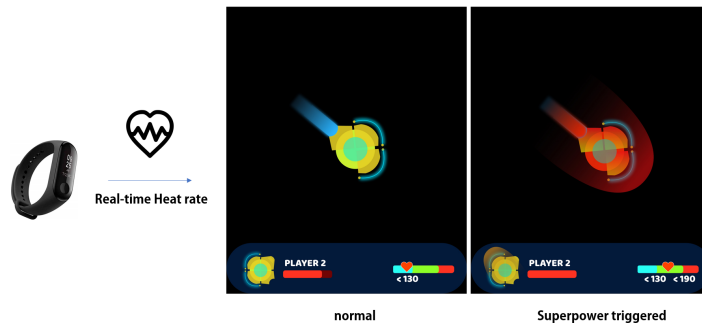 Real-time Heat rate
PLAYER 2
< 130
normal
PLAYER 2
< 130 < 190
Superpower triggered